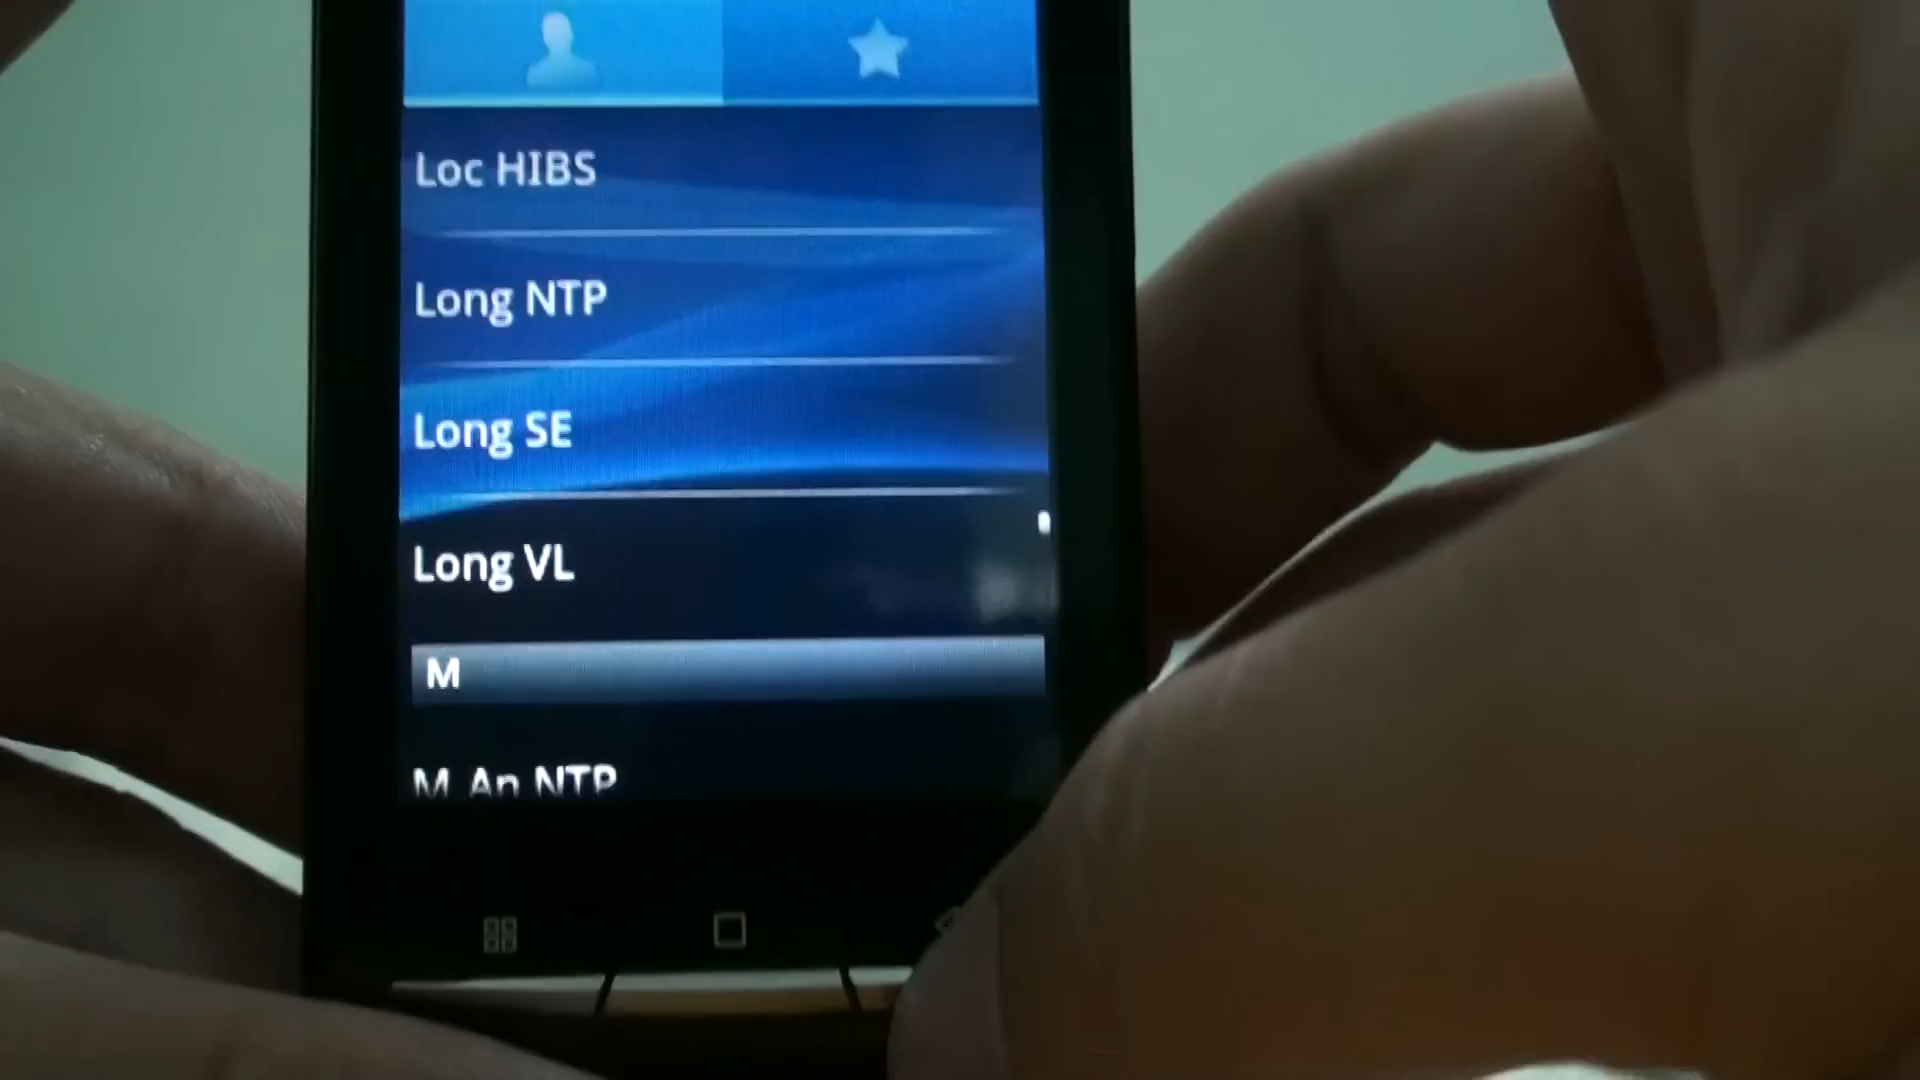 Loc HIBS
Long NTP
Long SE
Long VL
M
M An NTP